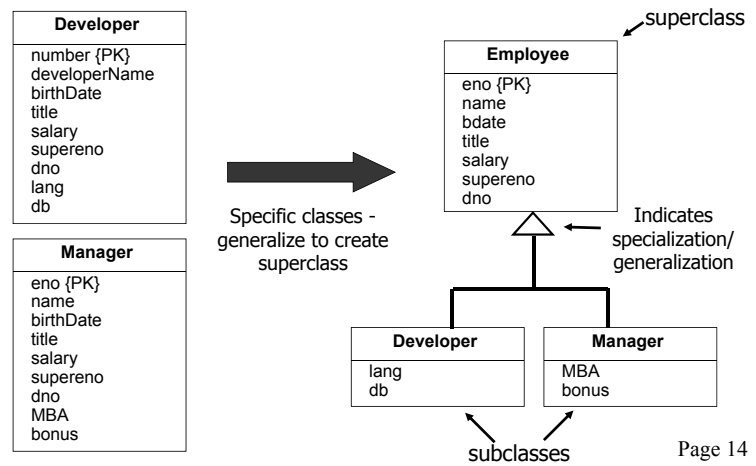 Developer
number {PK}
developerName
birthDate
title
salary
supereno
dno
lang
db
Manager
eno {PK}
name
birthDate
title
salary
supereno
dno
MBA
bonus
Specific classes -
generalize to create
superclass
superclass
Employee
eno {PK}
name
bdate
title
salary
supereno
dno
Indicates
specialization/
generalization
Developer
lang
db
Manager
MBA
bonus
subclasses
Page 14